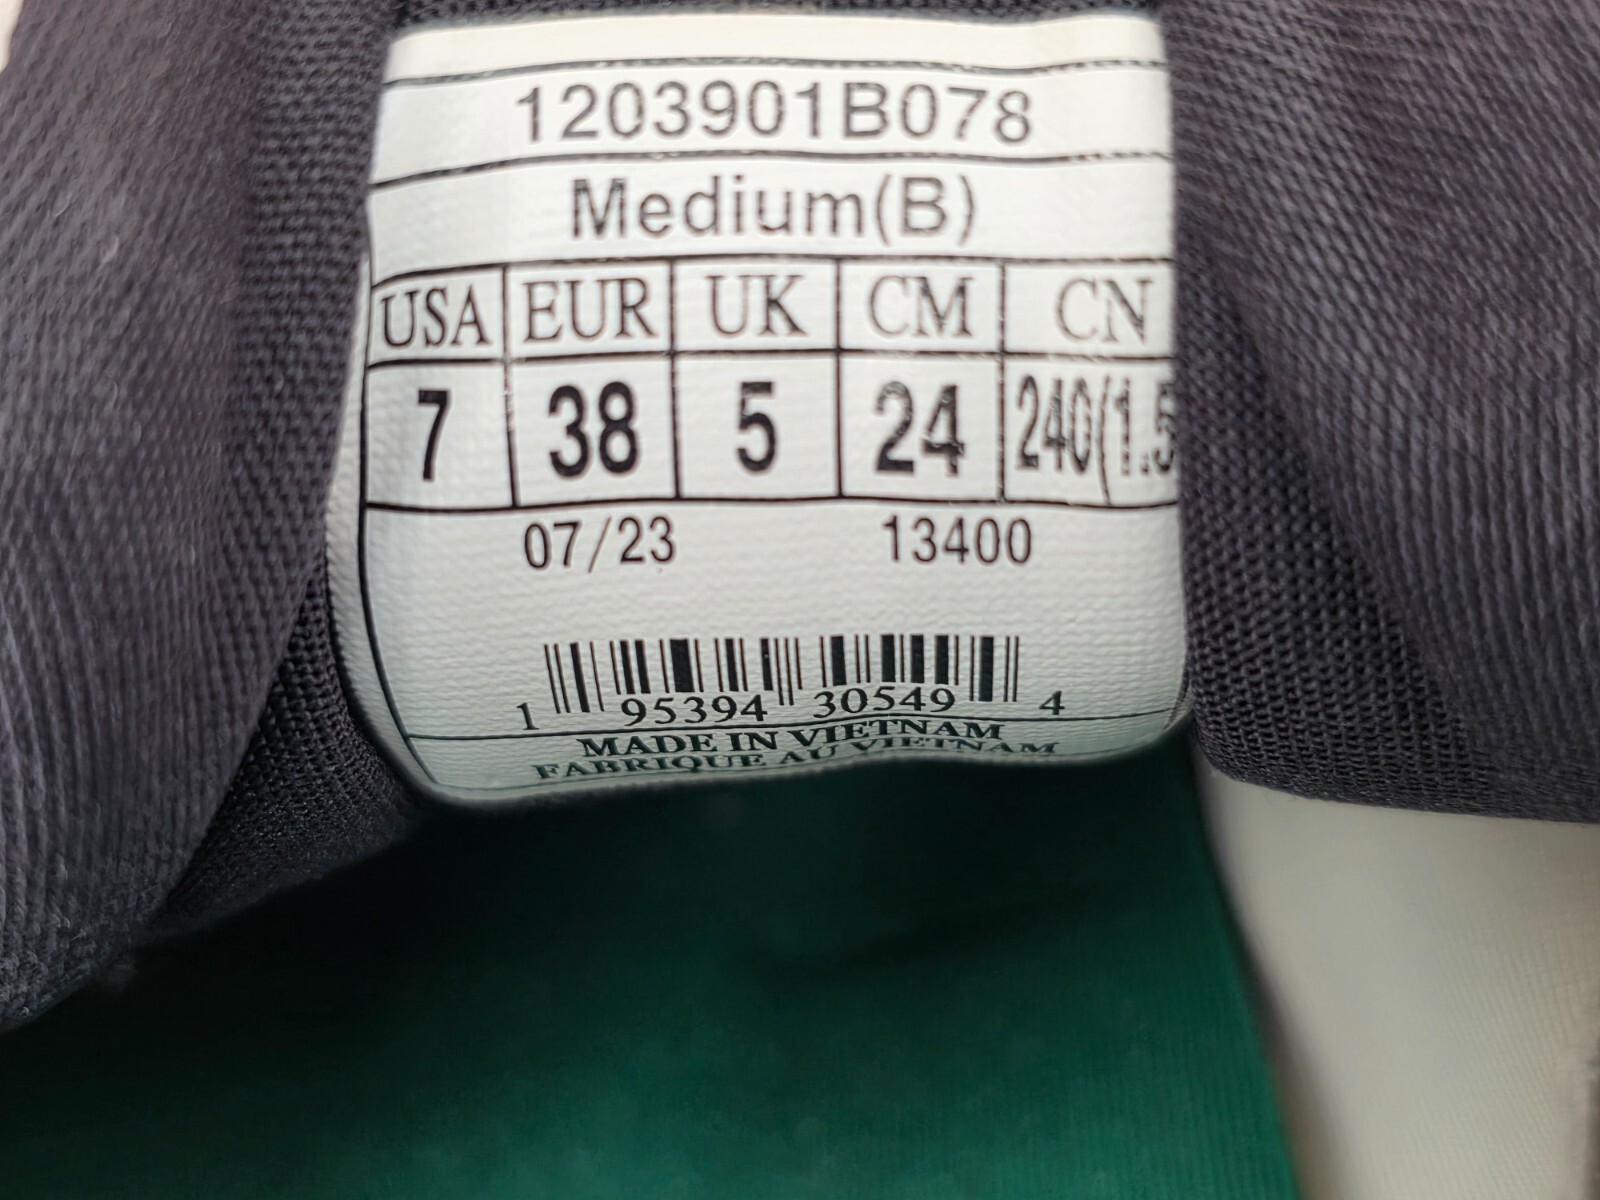 1203901B078
Medium(B)
USA EUR UK CM CN
7 38 5 24 240(1.5
07/23 13400
1 95394 30549 4
MADE IN VIETNAM
FABRIQUE AU VIETNAM